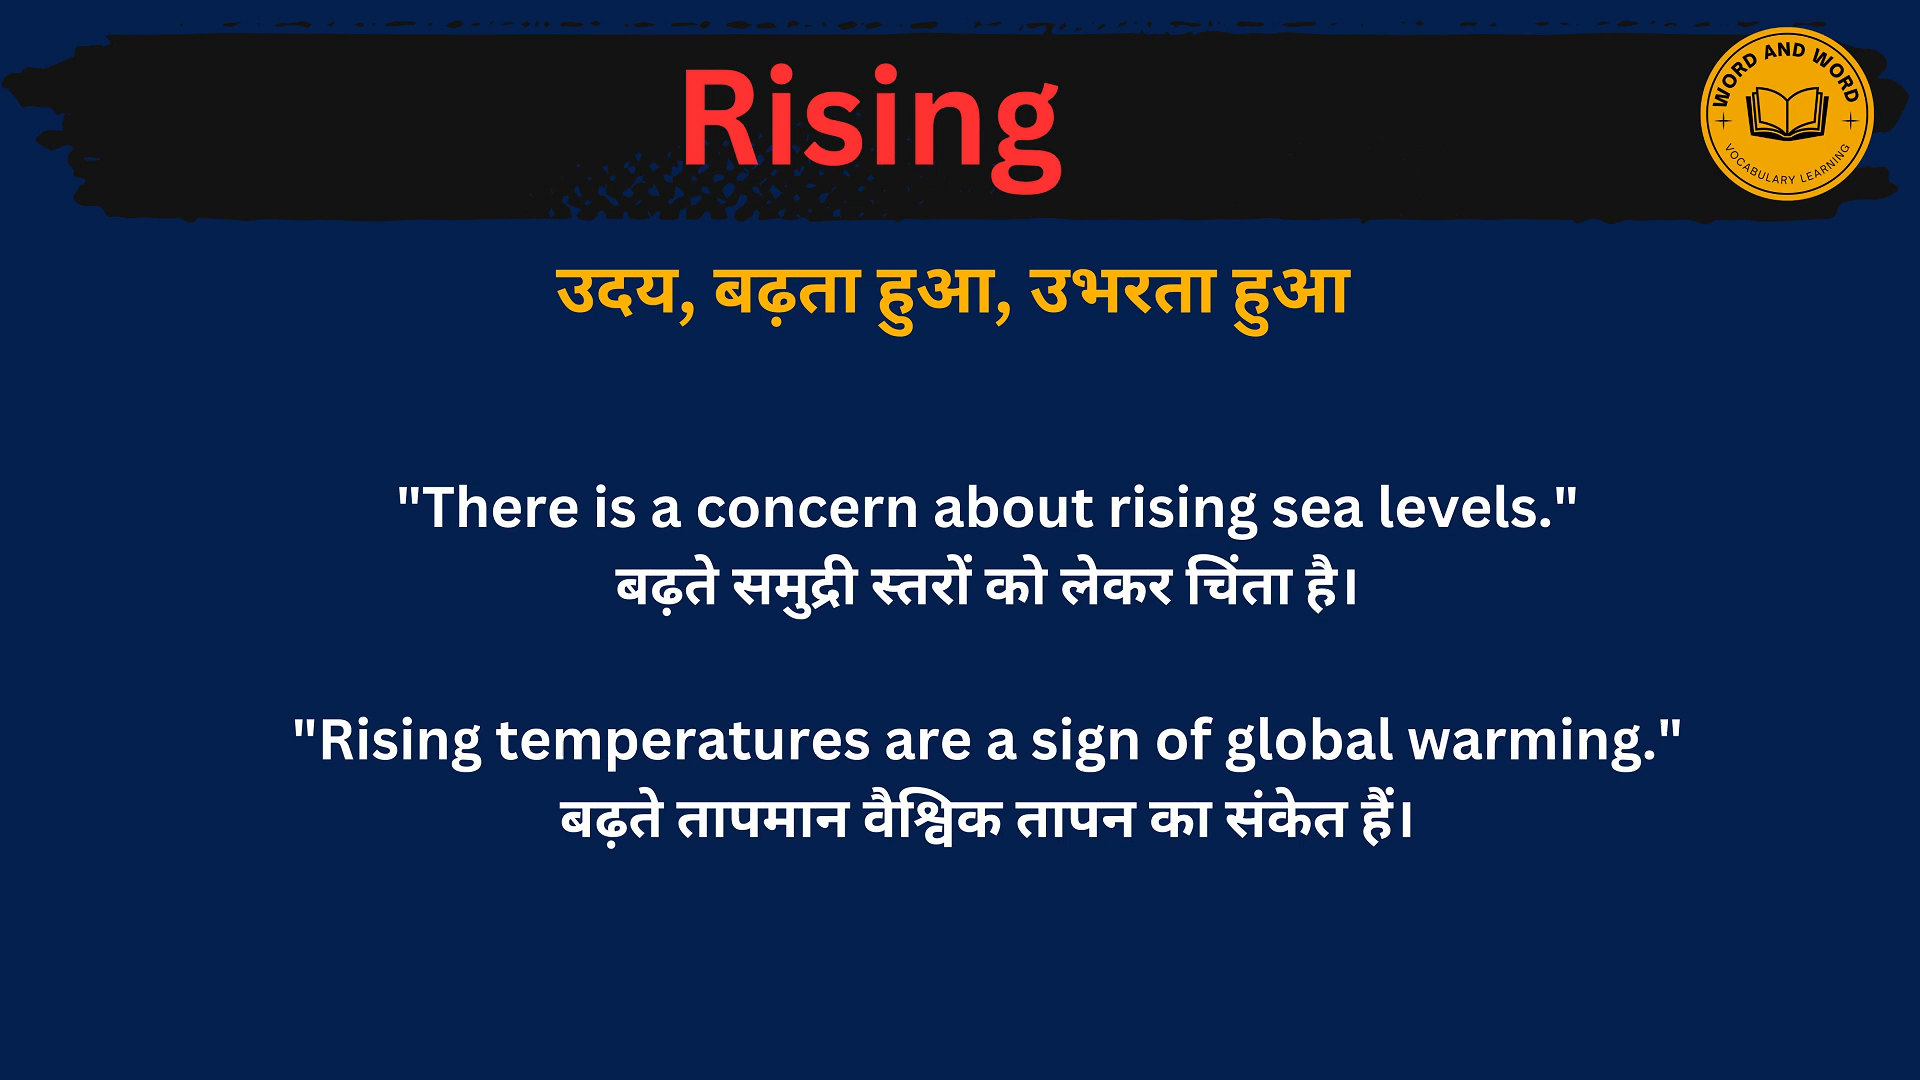 Rising
WORD AND WORD
VOCABULARY LEARNING
उदय, बढ़ता हुआ, उभरता हुआ
"There is a concern about rising sea levels."
बढ़ते समुद्री स्तरों को लेकर चिंता है।
"Rising temperatures are a sign of global warming."
बढ़ते तापमान वैश्विक तापन का संकेत हैं।